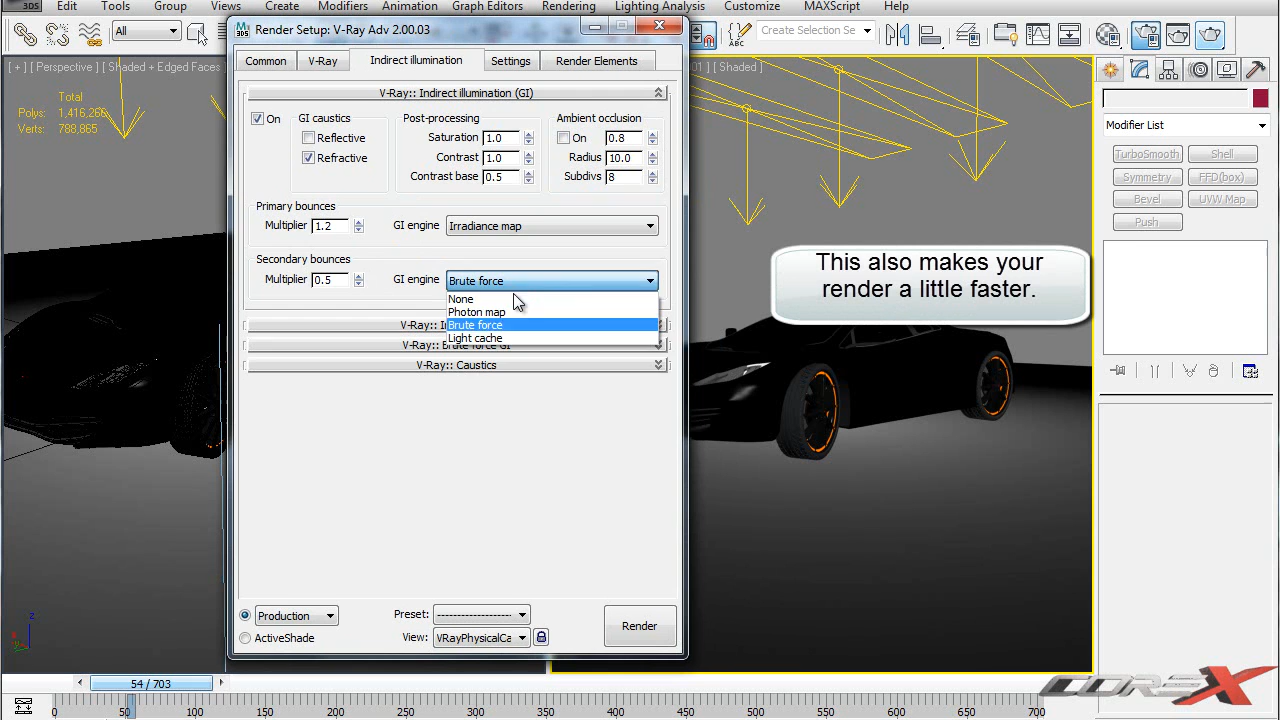 Edit Tools Group Views Create Modifiers Animation Graph Editors Rendering Lighting Analysis Customize MAXScript Help
All
Create Selection Se
Render Setup: V-Ray Adv 2.00.03
Common V-Ray Indirect illumination Settings Render Elements
[ + ] [ Perspective ] [ Shaded + Edged Faces
[ Shaded ]
Total
Polys: 1,416,266
Verts: 788,865
V-Ray:: Indirect illumination (GI)
On
GI caustics
Reflective
Refractive
Post-processing
Saturation 1.0
Contrast 1.0
Contrast base 0.5
Ambient occlusion
On 0.8
Radius 10.0
Subdivs 8
Primary bounces
Multiplier 1.2 GI engine Irradiance map
Secondary bounces
Multiplier 0.5 GI engine Brute force
None
Photon map
Brute force
Light cache
V-Ray:: Brute force GI
V-Ray:: Caustics
This also makes your
render a little faster.
Modifier List
TurboSmooth Shell
Symmetry FFD(box)
Bevel UVW Map
Push
Production
ActiveShade
Preset: -------------------
View: VRayPhysicalCa
Render
z
54 / 703
0 50 100 150 200 250 300 350 400 450 500 550 600 650 700
COREX